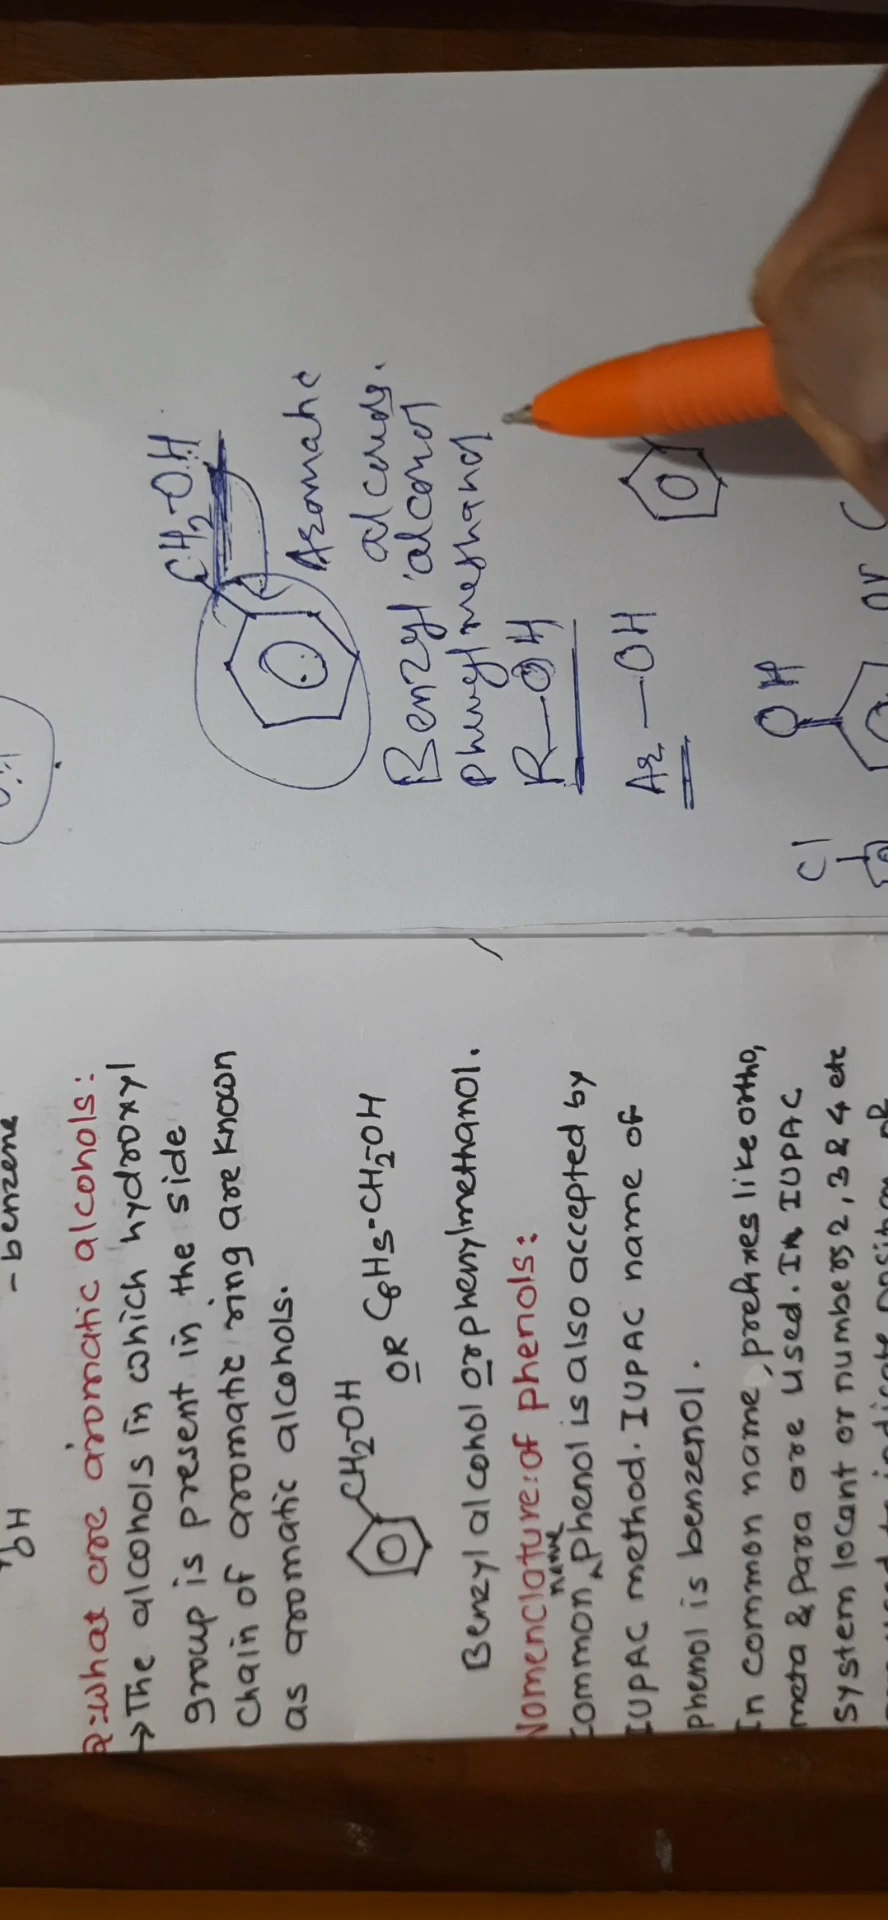 - benzene
OH
Q:What are aromatic alcohols:
→The alcohols in which hydroxyl
group is present in the side
chain of aromatic ring are known
as aromatic alcohols.
CH2-OH OR C6H5-CH2-OH
Benzyl alcohol or phenylmethanol.
Nomenclature: of phenols:
Common name phenol is also accepted by
IUPAC method. IUPAC name of
phenol is benzenol.
In common name, prefixes like ortho,
meta & para are used. In IUPAC
system locant or numbers 2, 3 & 4 etc
CH2-OH
Aromatic
alcohols.
Benzyl alcohol
phenylmethanol
R-OH
Ar-OH
OH
Cl
or